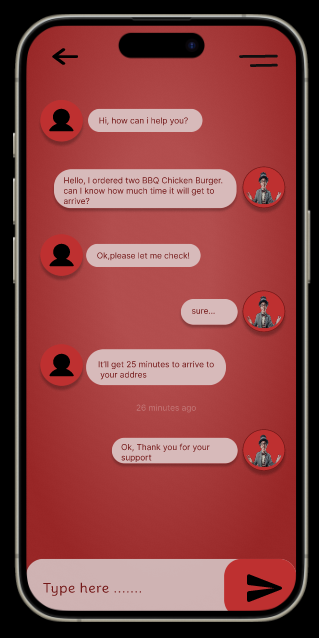 Hi, how can i help you?
Hello, I ordered two BBQ Chicken Burger.
can I know how much time it will get to
arrive?
Ok,please let me check!
sure...
It'll get 25 minutes to arrive to
your addres
26 minutes ago
Ok, Thank you for your
support
Type here .......